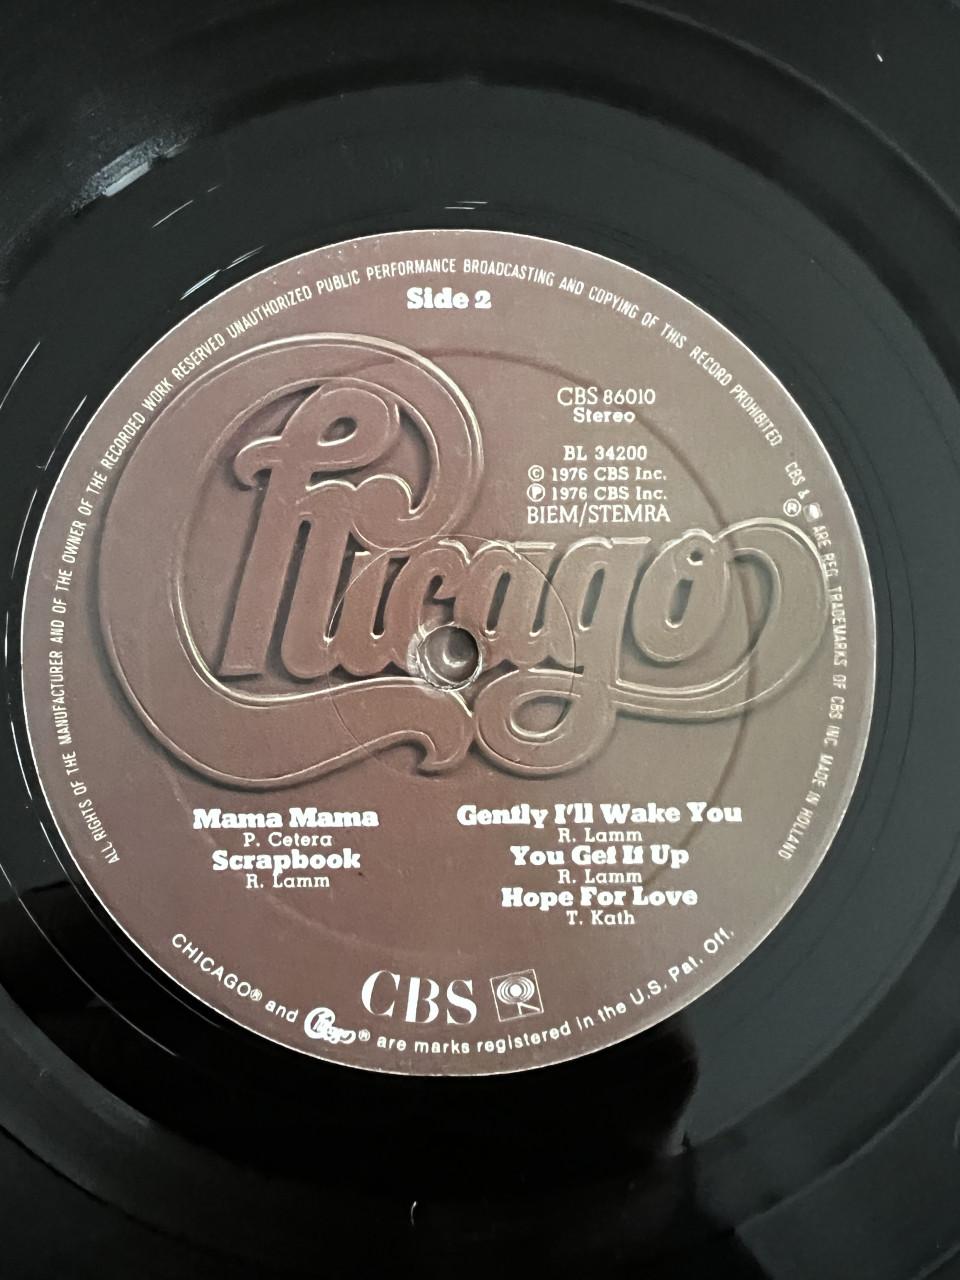 ALL RIGHTS OF THE MANUFACTURER AND OF THE OWNER OF THE RECORDED WORK RESERVED UNAUTHORIZED PUBLIC PERFORMANCE BROADCASTING AND COPYING OF THIS RECORD PROHIBITED
CBS & ARE REG. TRADEMARKS OF CBS INC. MADE IN HOLLAND
®
Side 2
CBS 86010
Stereo
BL 34200
© 1976 CBS Inc.
℗ 1976 CBS Inc.
BIEM/STEMRA
Chicago
Mama Mama
P. Cetera
Scrapbook
R. Lamm
Gently I'll Wake You
R. Lamm
You Get It Up
R. Lamm
Hope For Love
T. Kath
CBS
CHICAGO® and Chicago® are marks registered in the U.S. Pat. Off.